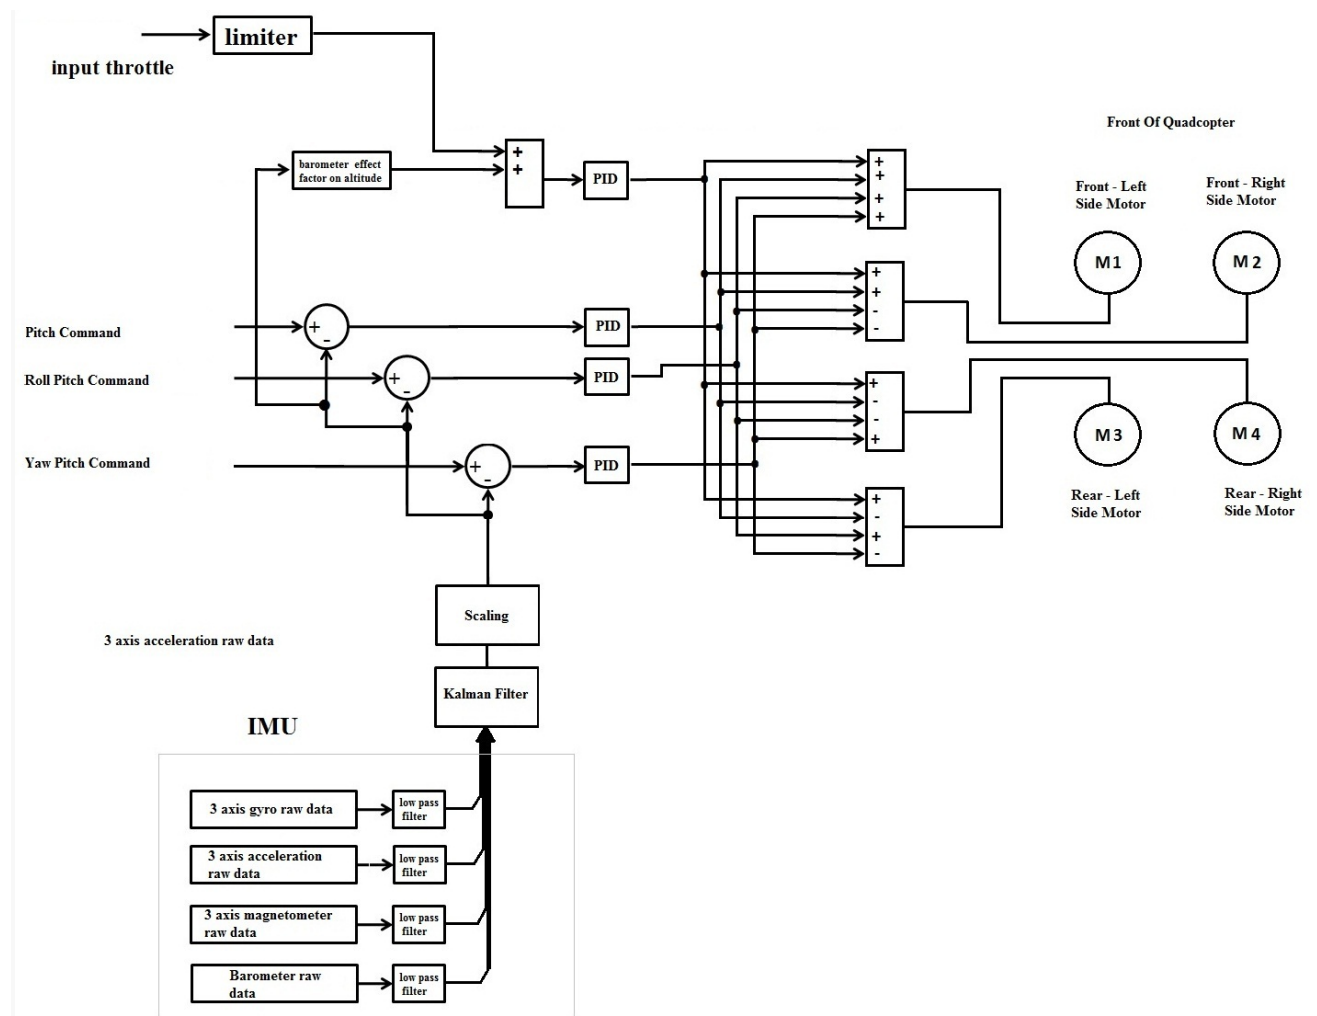 limiter
input throttle
Front Of Quadcopter
barometer effect
factor on altitude
+
+
PID
+
+
+
+
Front - Left
Side Motor
Front - Right
Side Motor
M1
M2
+
+
-
-
Pitch Command
+
-
PID
Roll Pitch Command
+
-
PID
+
-
-
+
M3
M4
Yaw Pitch Command
+
-
PID
Rear - Left
Side Motor
Rear - Right
Side Motor
+
-
+
-
Scaling
3 axis acceleration raw data
Kalman Filter
IMU
3 axis gyro raw data
low pass
filter
3 axis acceleration
raw data
low pass
filter
3 axis magnetometer
raw data
low pass
filter
Barometer raw
data
low pass
filter